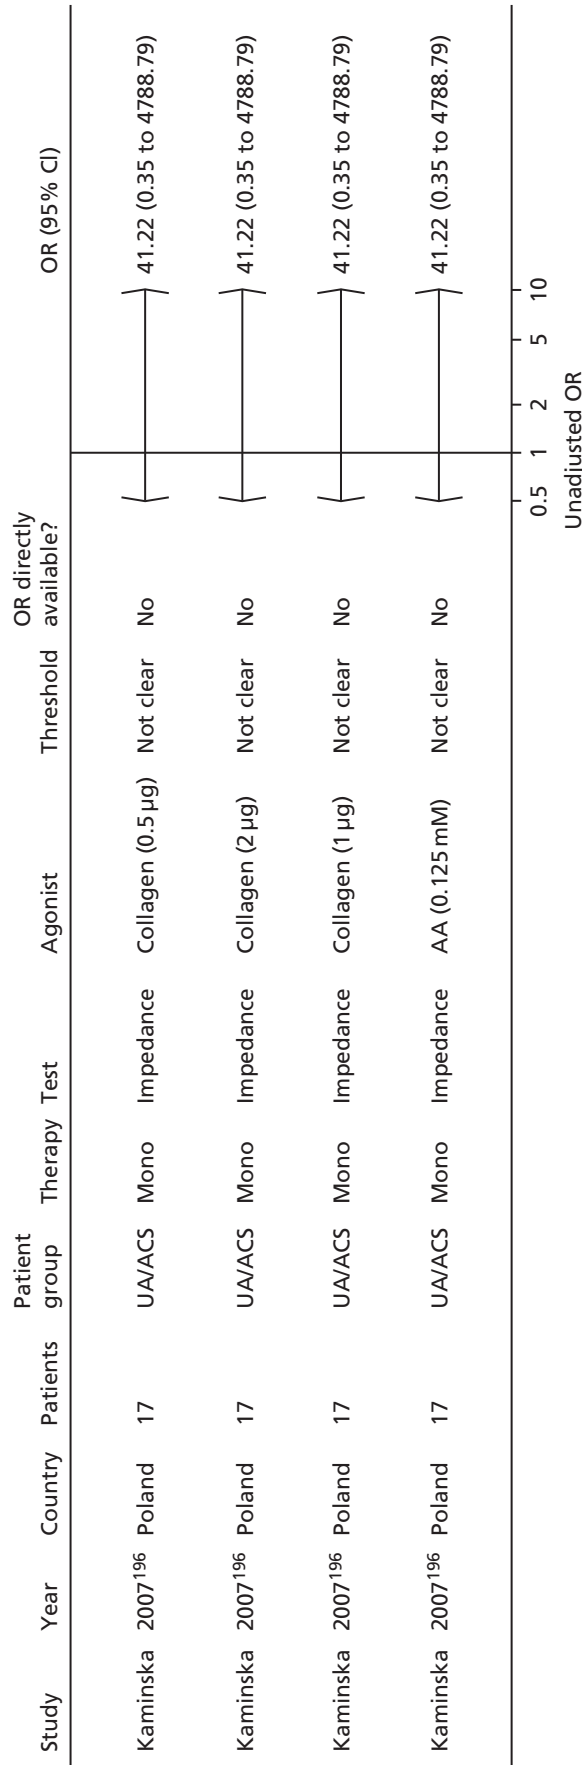 Study Year Country Patients Patient group Therapy Test Agonist Threshold OR directly available? OR (95% CI)
Kaminska 2007196 Poland 17 UA/ACS Mono Impedance Collagen (0.5 µg) Not clear No 41.22 (0.35 to 4788.79)
Kaminska 2007196 Poland 17 UA/ACS Mono Impedance Collagen (2 µg) Not clear No 41.22 (0.35 to 4788.79)
Kaminska 2007196 Poland 17 UA/ACS Mono Impedance Collagen (1 µg) Not clear No 41.22 (0.35 to 4788.79)
Kaminska 2007196 Poland 17 UA/ACS Mono Impedance AA (0.125 mM) Not clear No 41.22 (0.35 to 4788.79)
0.5 1 2 5 10
Unadiusted OR